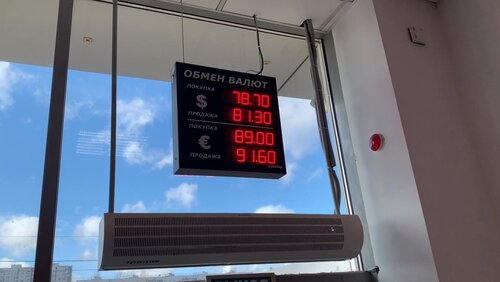 ОБМЕН ВАЛЮТ
ПОКУПКА
$ 78.70
ПРОДАЖА 81.30
ПОКУПКА
€ 89.00
ПРОДАЖА 91.60